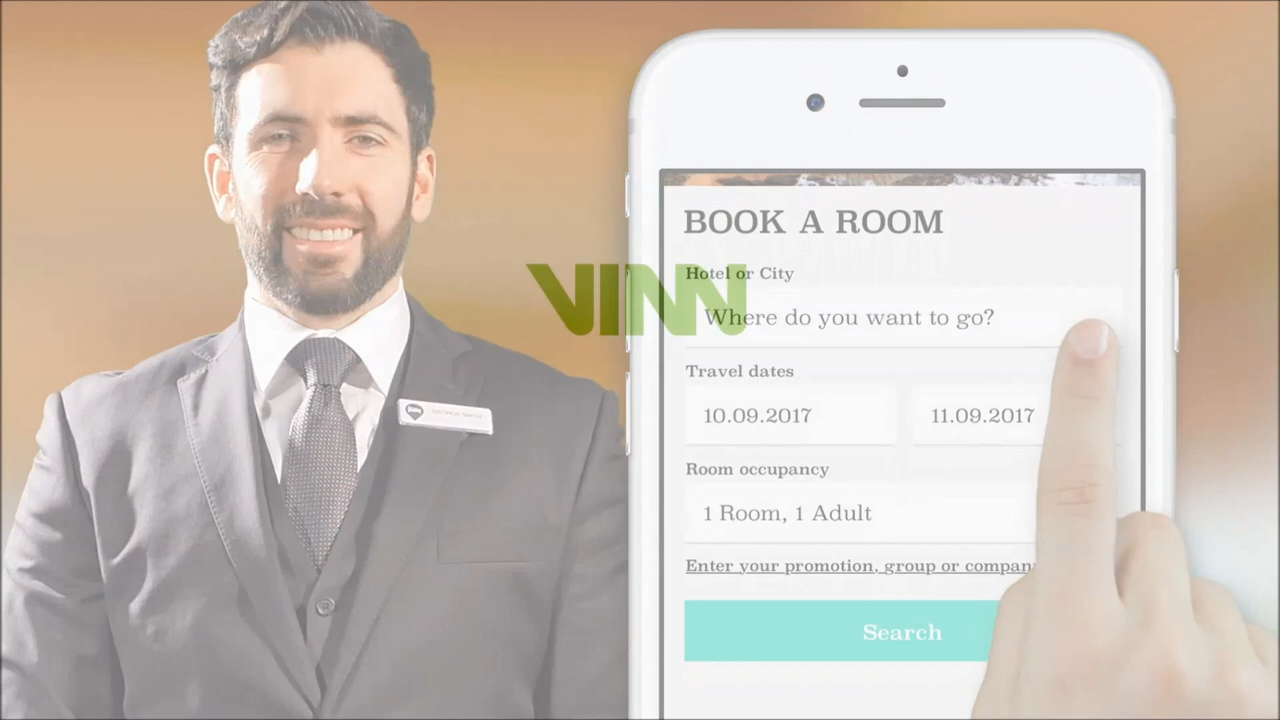 VINN
BOOK A ROOM
Hotel or City
Where do you want to go?
Travel dates
10.09.2017 11.09.2017
Room occupancy
1 Room, 1 Adult
Enter your promotion, group or company
Search